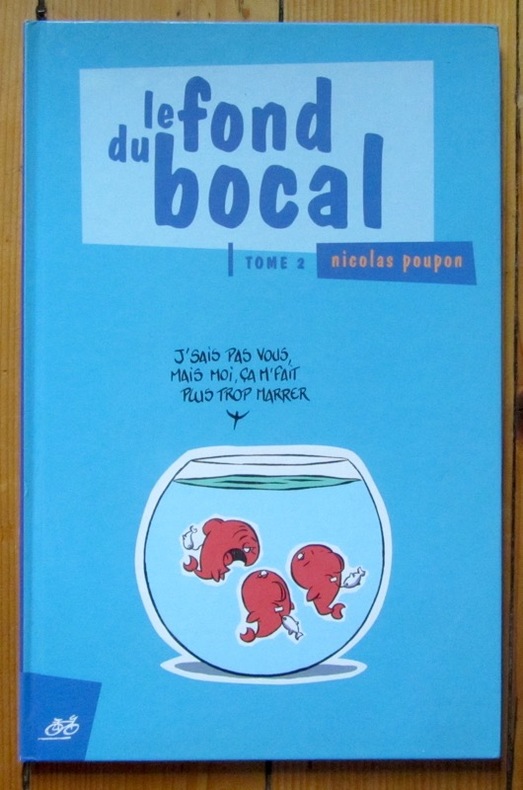 le fond
du bocal
TOME 2
nicolas poupon
J'SAIS PAS VOUS,
MAIS MOI, ÇA M'FAIT
PLUS TROP MARRER